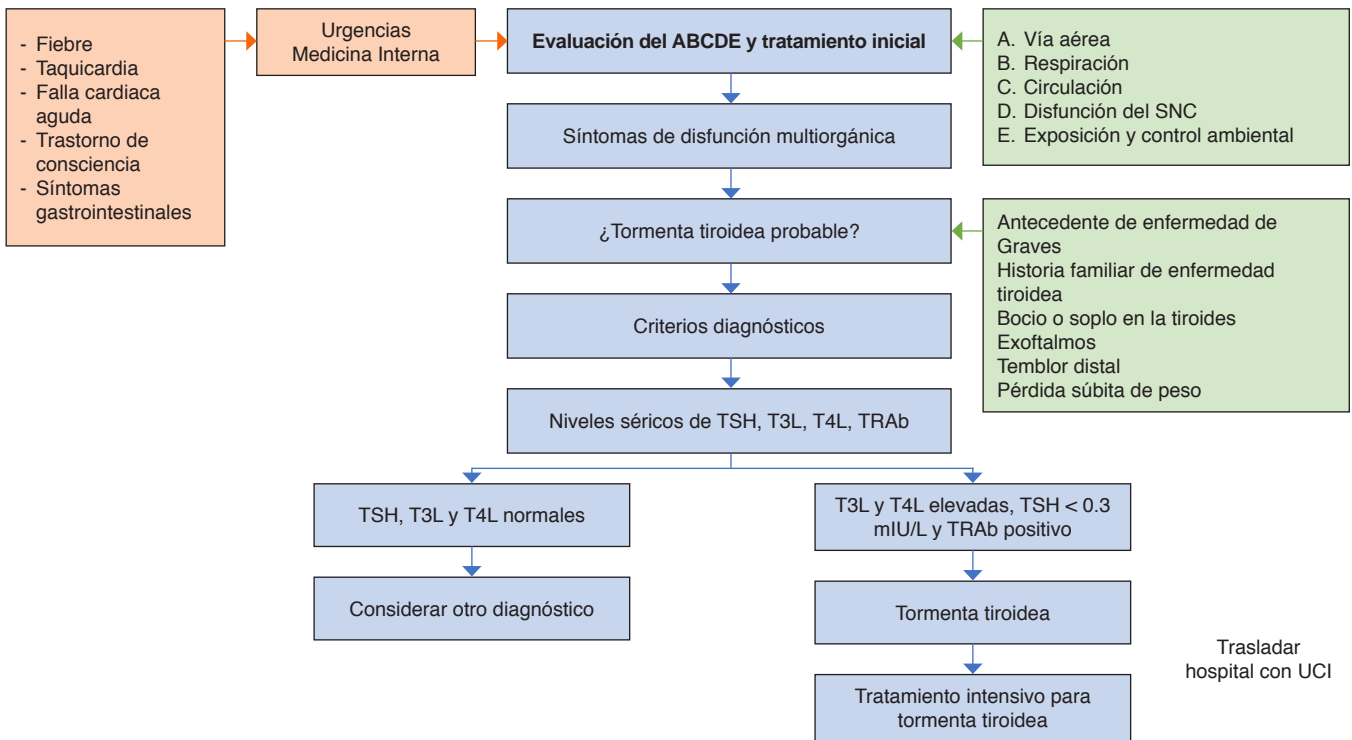 - Fiebre
- Taquicardia
- Falla cardiaca
aguda
- Trastorno de
consciencia
- Síntomas
gastrointestinales
Urgencias
Medicina Interna
Evaluación del ABCDE y tratamiento inicial
A. Vía aérea
B. Respiración
C. Circulación
D. Disfunción del SNC
E. Exposición y control ambiental
Síntomas de disfunción multiorgánica
¿Tormenta tiroidea probable?
Antecedente de enfermedad de
Graves
Historia familiar de enfermedad
tiroidea
Bocio o soplo en la tiroides
Exoftalmos
Temblor distal
Pérdida súbita de peso
Criterios diagnósticos
Niveles séricos de TSH, T3L, T4L, TRAb
TSH, T3L y T4L normales
T3L y T4L elevadas, TSH < 0.3
mIU/L y TRAb positivo
Considerar otro diagnóstico
Tormenta tiroidea
Trasladar
hospital con UCI
Tratamiento intensivo para
tormenta tiroidea